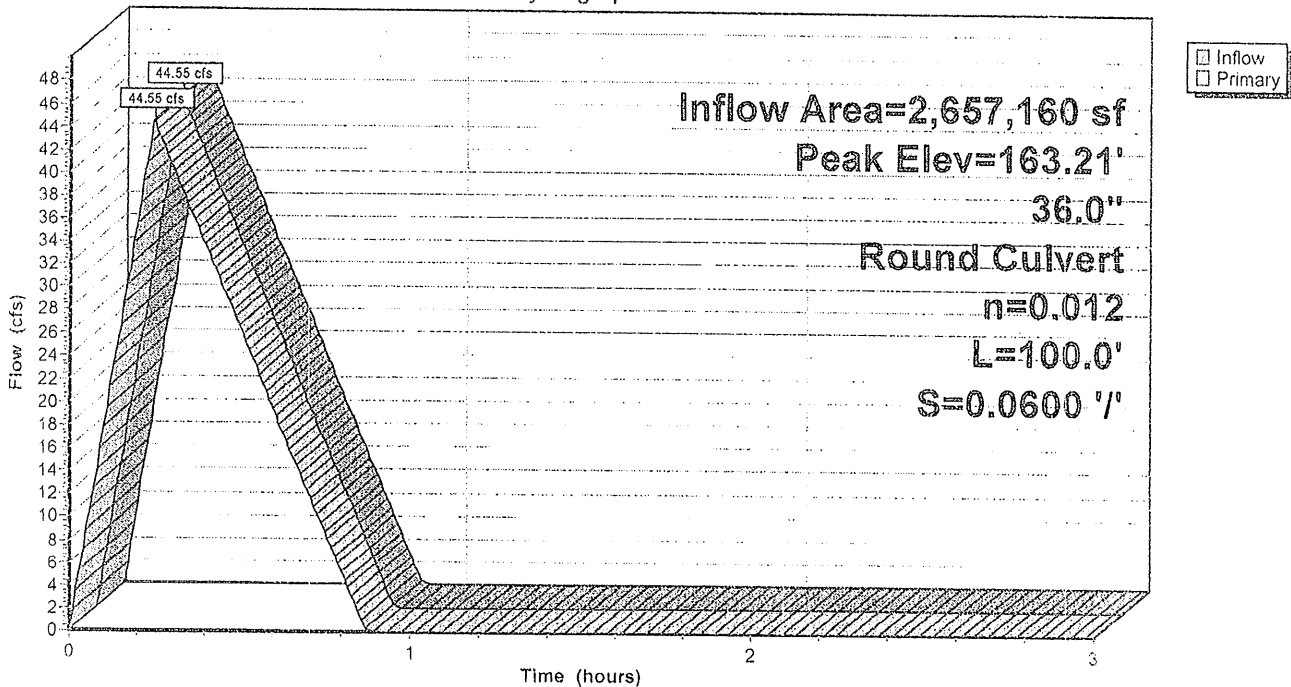 44.55 cfs
44.55 cfs
Inflow
Primary
Inflow Area=2,657,160 sf
Peak Elev=163.21'
36.0"
Round Culvert
n=0.012
L=100.0'
S=0.0600 '/'
Flow (cfs)
48
46
44
42
40
38
36
34
32
30
28
26
24
22
20
18
16
14
12
10
8
6
4
2
0
0 1 2 3
Time (hours)